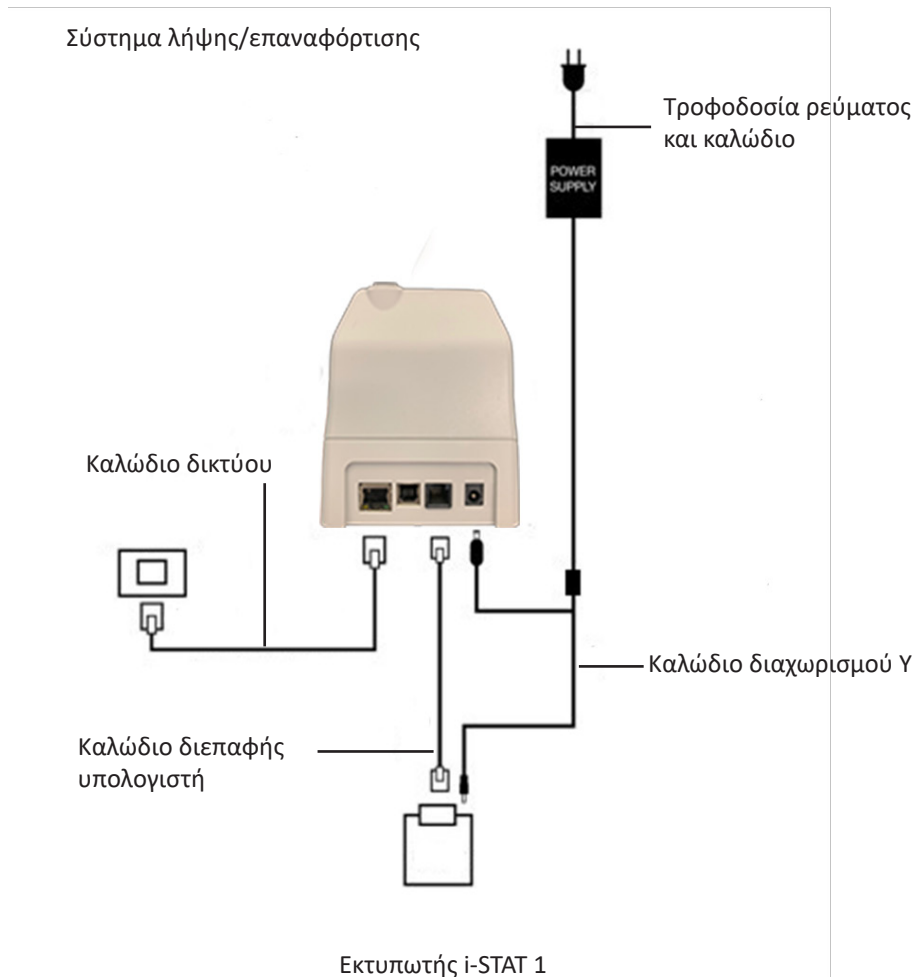 Σύστημα λήψης/επαναφόρτισης
Τροφοδοσία ρεύματος
και καλώδιο
POWER
SUPPLY
Καλώδιο δικτύου
Καλώδιο διαχωρισμού Υ
Καλώδιο διεπαφής
υπολογιστή
Εκτυπωτής i-STAT 1